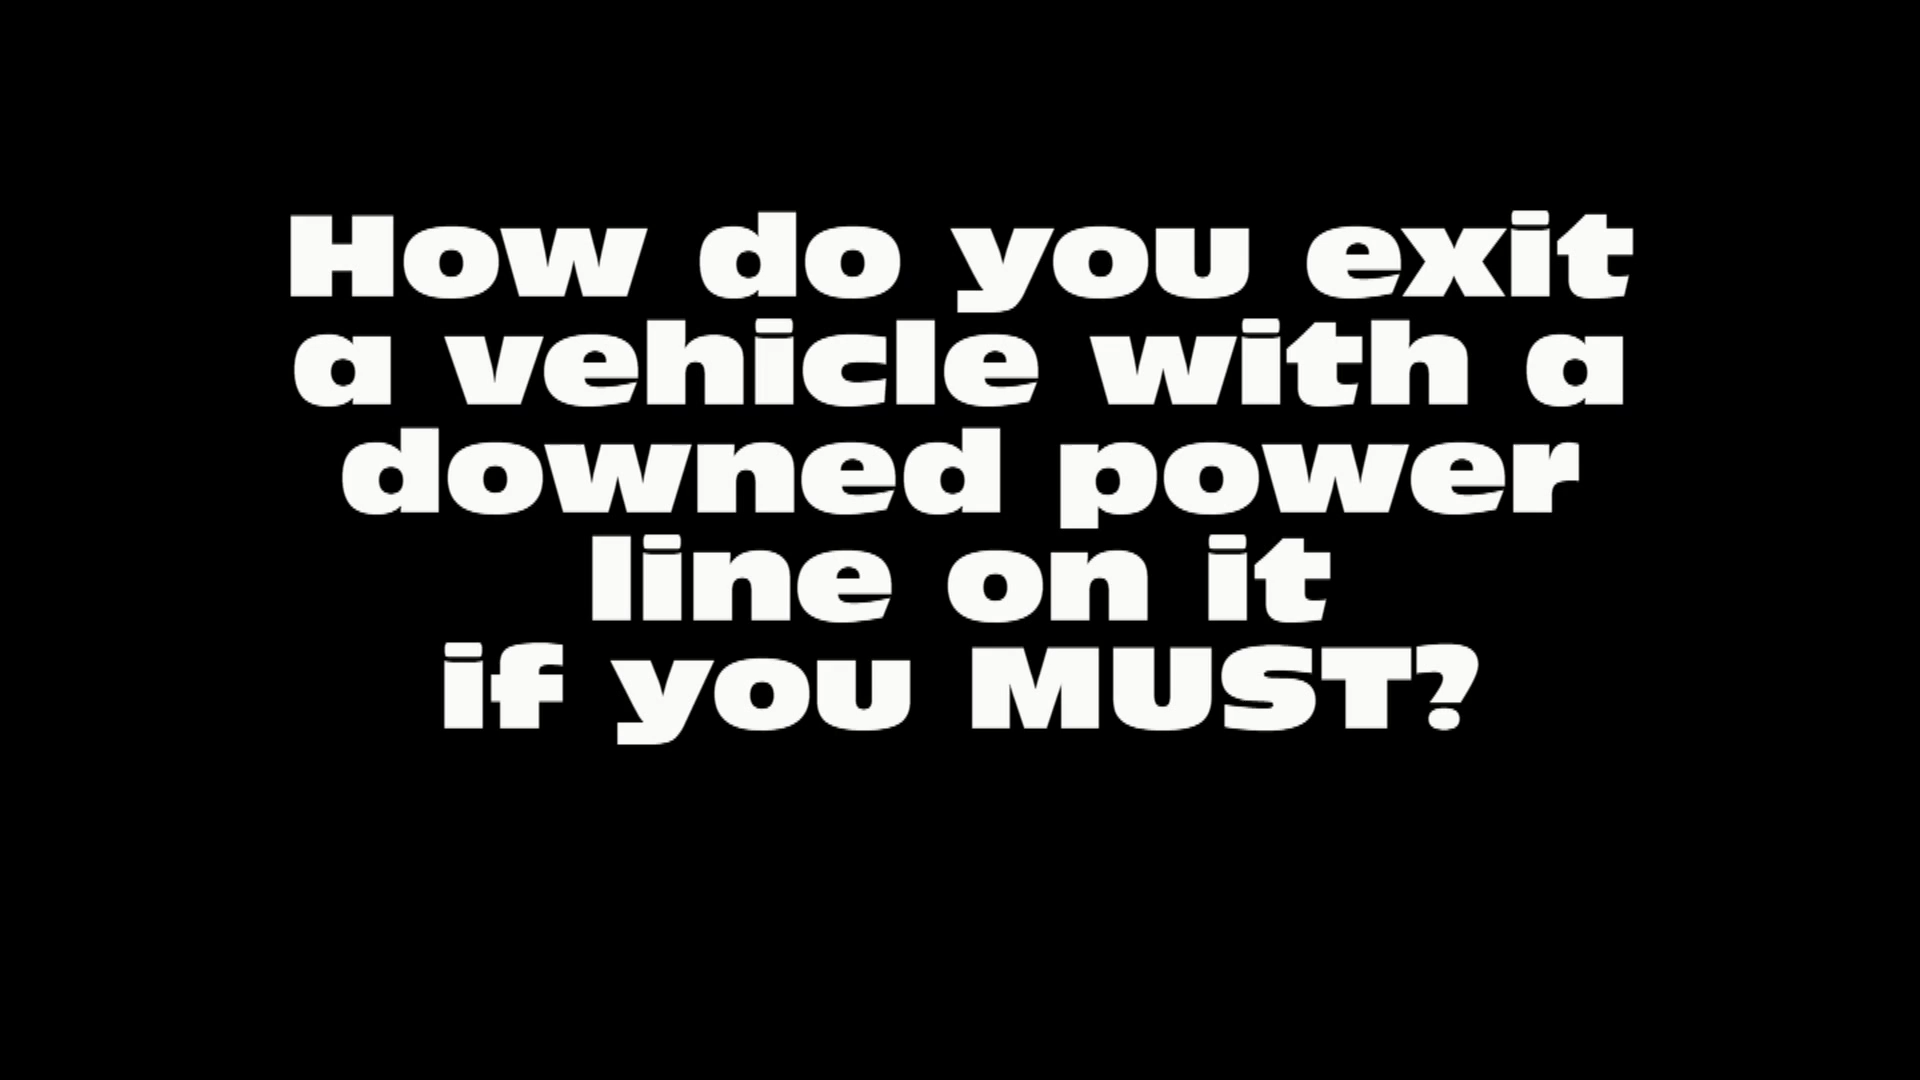 How do you exit
a vehicle with a
downed power
line on it
if you MUST?